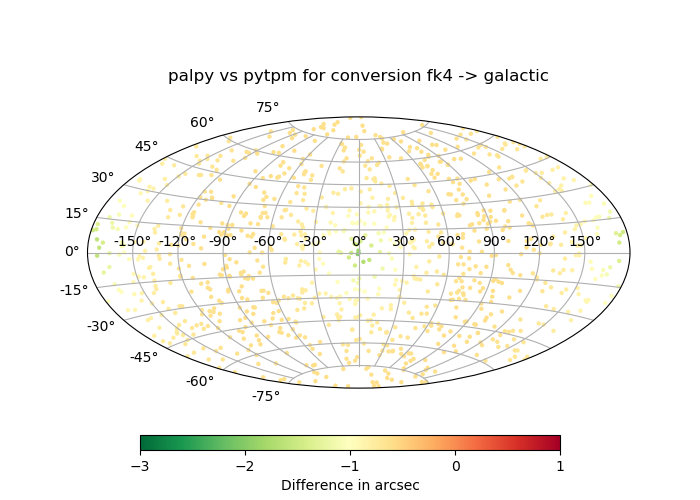 palpy vs pytpm for conversion fk4 -> galactic
75°
60°
45°
30°
15°
-150° -120° -90° -60° -30° 0° 30° 60° 90° 120° 150°
0°
-15°
-30°
-45°
-60°
-75°
−3 −2 −1 0 1
Difference in arcsec